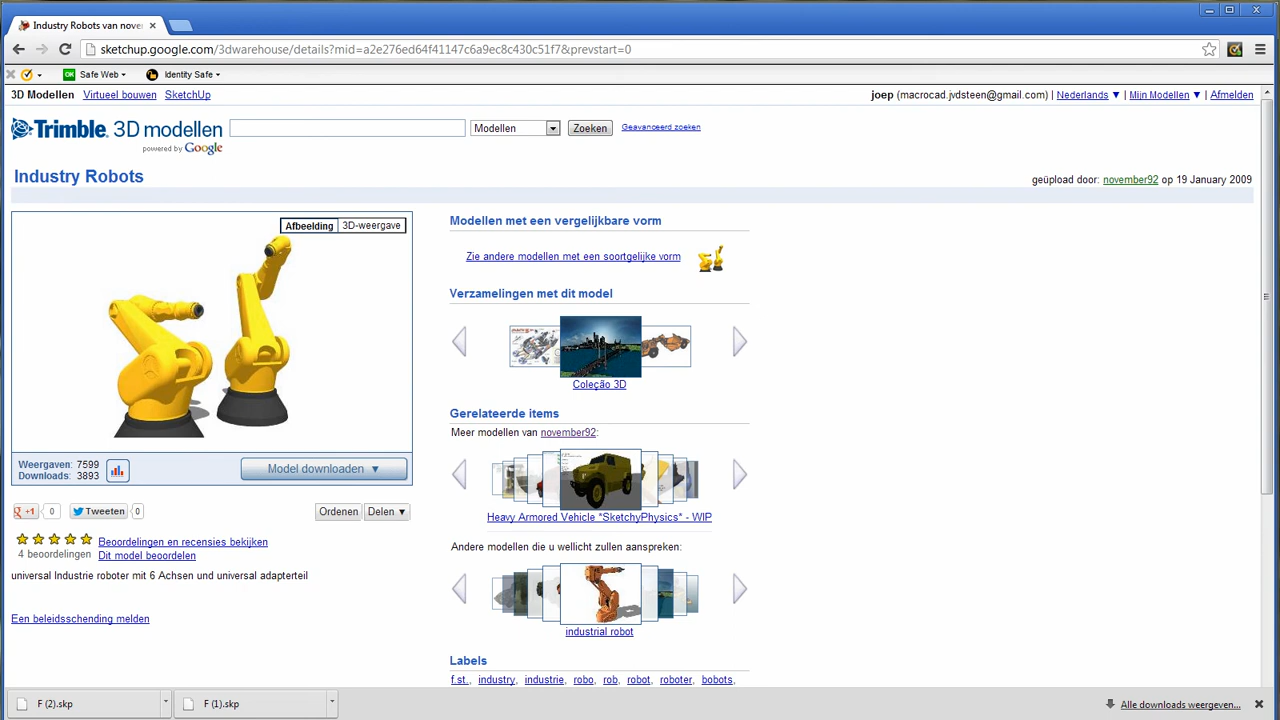 Industry Robots van nove
sketchup.google.com/3dwarehouse/details?mid=a2e276ed64f41147c6a9ec8c430c51f7&prevstart=0
OK Safe Web Identity Safe
3D Modellen Virtueel bouwen SketchUp
joep (macrocad.jvdsteen@gmail.com) | Nederlands ▼ | Mijn Modellen ▼ | Afmelden
Trimble. 3D modellen
powered by Google
Modellen
Zoeken
Geavanceerd zoeken
Industry Robots
geüpload door: november92 op 19 January 2009
Afbeelding 3D-weergave
Weergaven: 7599
Downloads: 3893
Model downloaden ▼
+1 0 Tweeten 0
Ordenen Delen ▼
4 beoordelingen
Beoordelingen en recensies bekijken
Dit model beoordelen
universal Industrie roboter mit 6 Achsen und universal adapterteil
Een beleidsschending melden
Modellen met een vergelijkbare vorm
Zie andere modellen met een soortgelijke vorm
Verzamelingen met dit model
Coleção 3D
Gerelateerde items
Meer modellen van november92:
Heavy Armored Vehicle *SketchyPhysics* - WIP
Andere modellen die u wellicht zullen aanspreken:
industrial robot
Labels
f.st., industry, industrie, robo, rob, robot, roboter, bobots,
F (2).skp
F (1).skp
Alle downloads weergeven...